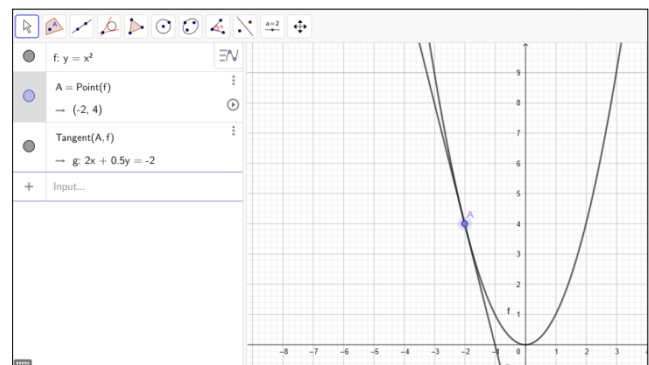 a=2
f: y = x²
A = Point(f)
→ (-2, 4)
Tangent(A, f)
→ g: 2x + 0.5y = -2
+ Input...
9
8
7
6
5
A
4
3
2
f 1
-8 -7 -6 -5 -4 -3 -2 -1 0 1 2 3